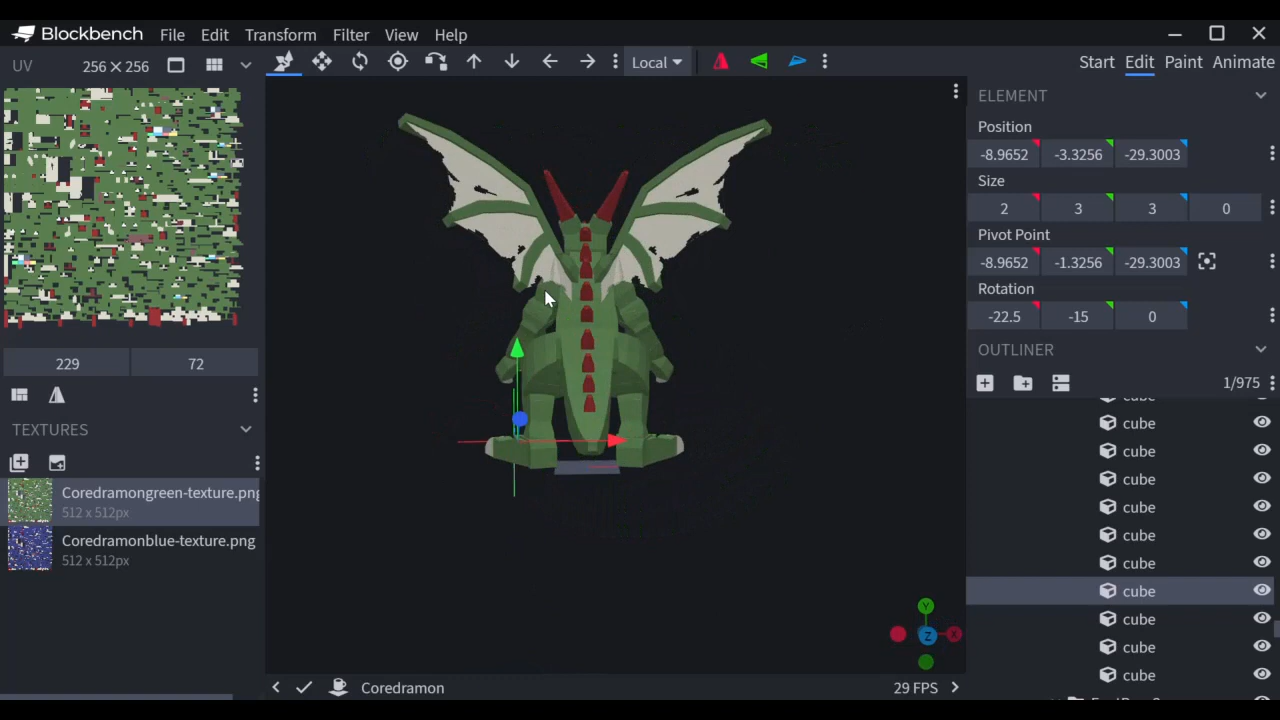 Blockbench File Edit Transform Filter View Help
UV 256 × 256 Local Start Edit Paint Animate
229 72
TEXTURES
Coredramongreen-texture.png
512 x 512px
Coredramonblue-texture.png
512 x 512px
Y
Z X
Coredramon 29 FPS
ELEMENT
Position
-8.9652 -3.3256 -29.3003
Size
2 3 3 0
Pivot Point
-8.9652 -1.3256 -29.3003
Rotation
-22.5 -15 0
OUTLINER
1/975
cube
cube
cube
cube
cube
cube
cube
cube
cube
cube
cube